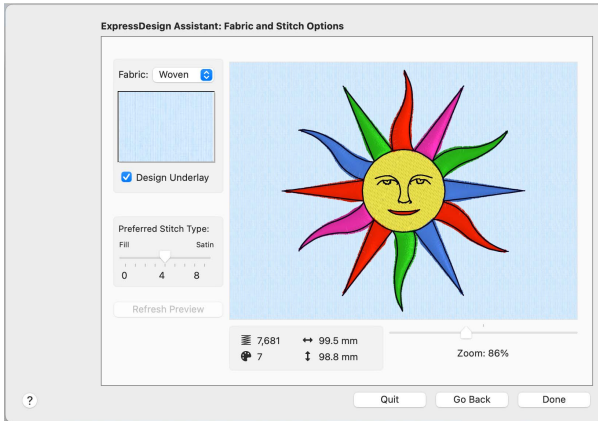 ExpressDesign Assistant: Fabric and Stitch Options
Fabric: Woven
Design Underlay
Preferred Stitch Type:
Fill Satin
0 4 8
Refresh Preview
7,681 99.5 mm
7 98.8 mm
Zoom: 86%
? Quit Go Back Done